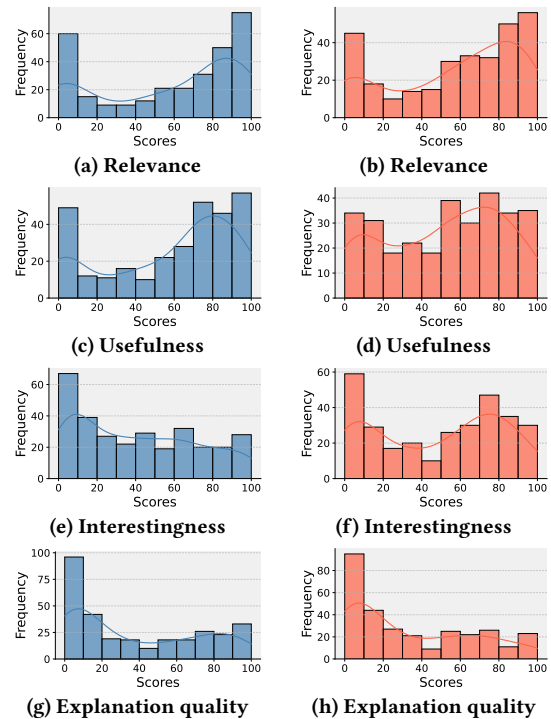 Frequency
60
40
20
0
0 20 40 60 80 100
Scores
(a) Relevance
Frequency
40
20
0
0 20 40 60 80 100
Scores
(b) Relevance
Frequency
40
20
0
0 20 40 60 80 100
Scores
(c) Usefulness
Frequency
40
30
20
10
0
0 20 40 60 80 100
Scores
(d) Usefulness
Frequency
60
40
20
0
0 20 40 60 80 100
Scores
(e) Interestingness
Frequency
60
40
20
0
0 20 40 60 80 100
Scores
(f) Interestingness
Frequency
100
75
50
25
0
0 20 40 60 80 100
Scores
(g) Explanation quality
Frequency
80
60
40
20
0
0 20 40 60 80 100
Scores
(h) Explanation quality